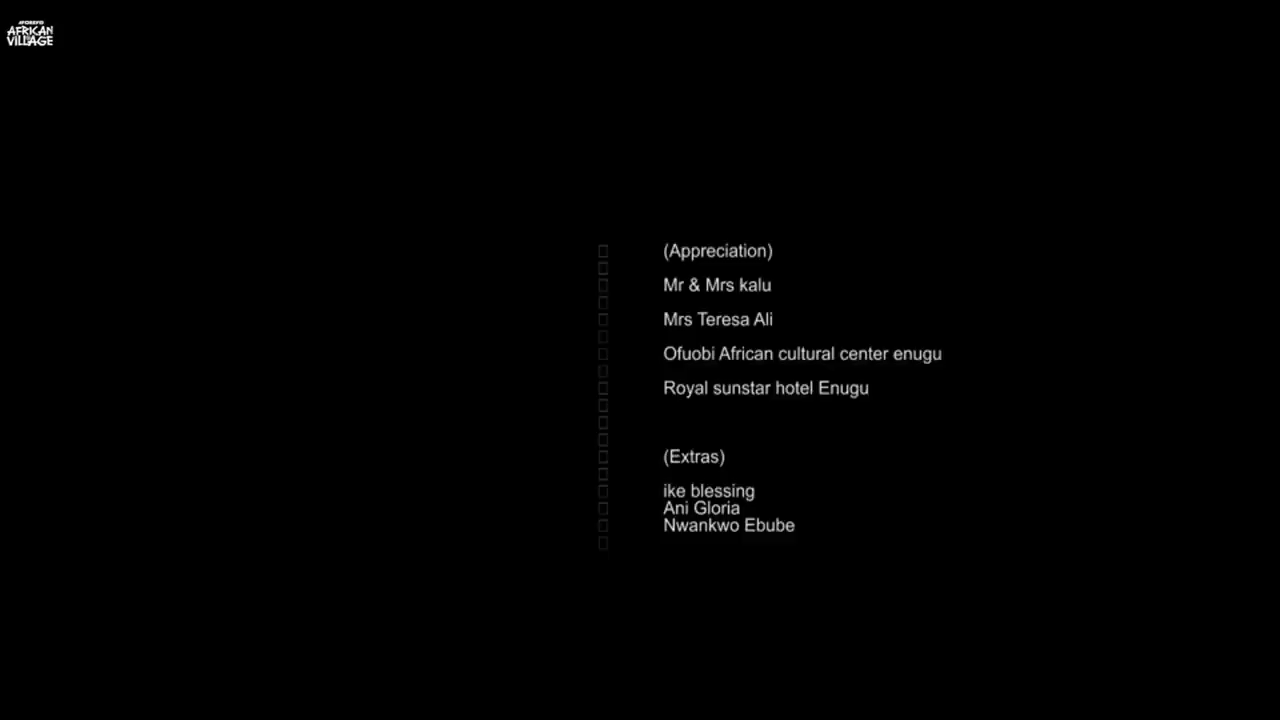 AFRICAN
VILLAGE
(Appreciation)
Mr & Mrs kalu
Mrs Teresa Ali
Ofuobi African cultural center enugu
Royal sunstar hotel Enugu
(Extras)
ike blessing
Ani Gloria
Nwankwo Ebube